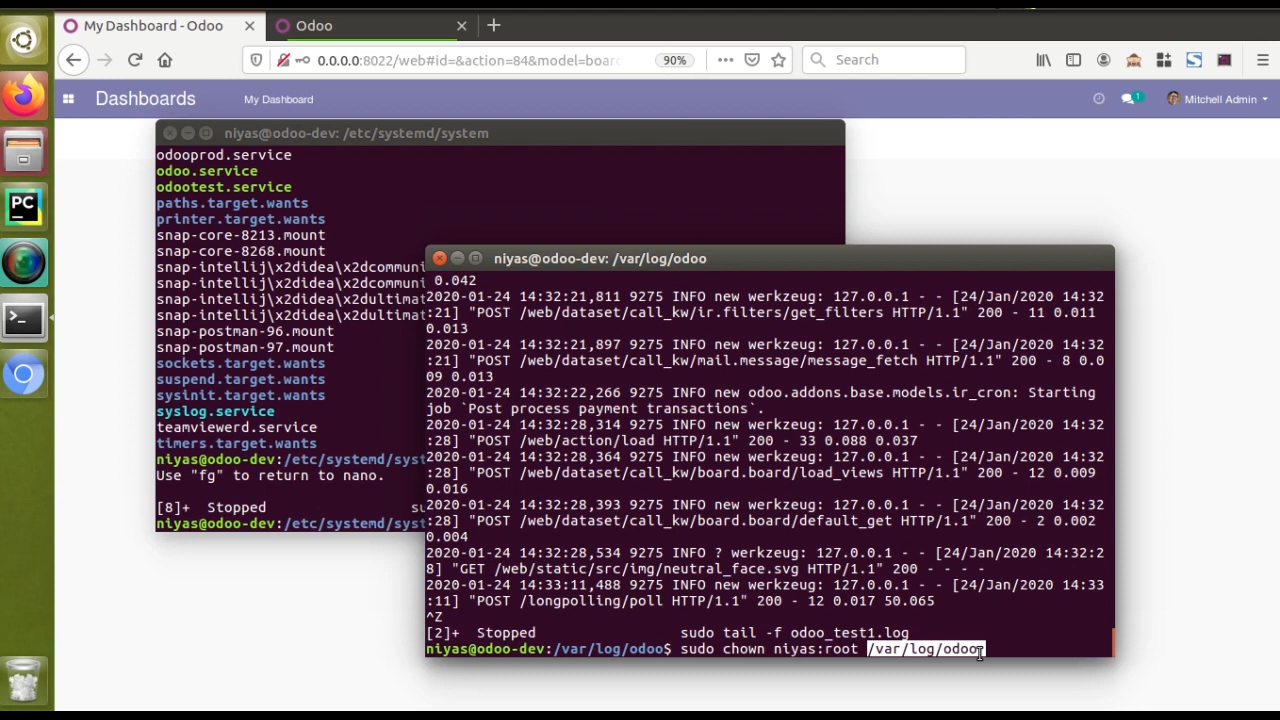 My Dashboard - Odoo
Odoo
0.0.0.0:8022/web#id=&action=84&model=boar
90%
Search
Dashboards
My Dashboard
1
Mitchell Admin
niyas@odoo-dev: /etc/systemd/system
odooprod.service
odoo.service
odootest.service
paths.target.wants
printer.target.wants
snap-core-8213.mount
snap-core-8268.mount
snap-intellij\x2didea\x2dcommuni
snap-intellij\x2didea\x2dcommuni
snap-intellij\x2didea\x2dultimat
snap-intellij\x2didea\x2dultimat
snap-postman-96.mount
snap-postman-97.mount
sockets.target.wants
suspend.target.wants
sysinit.target.wants
syslog.service
teamviewerd.service
timers.target.wants
niyas@odoo-dev:/etc/systemd/syst
Use "fg" to return to nano.
[8]+  Stopped                 su
niyas@odoo-dev:/etc/systemd/syst
niyas@odoo-dev: /var/log/odoo
0.042
2020-01-24 14:32:21,811 9275 INFO new werkzeug: 127.0.0.1 - - [24/Jan/2020 14:32
:21] "POST /web/dataset/call_kw/ir.filters/get_filters HTTP/1.1" 200 - 11 0.011
0.013
2020-01-24 14:32:21,897 9275 INFO new werkzeug: 127.0.0.1 - - [24/Jan/2020 14:32
:21] "POST /web/dataset/call_kw/mail.message/message_fetch HTTP/1.1" 200 - 8 0.0
09 0.013
2020-01-24 14:32:22,266 9275 INFO new odoo.addons.base.models.ir_cron: Starting
job `Post process payment transactions`.
2020-01-24 14:32:28,314 9275 INFO new werkzeug: 127.0.0.1 - - [24/Jan/2020 14:32
:28] "POST /web/action/load HTTP/1.1" 200 - 33 0.088 0.037
2020-01-24 14:32:28,364 9275 INFO new werkzeug: 127.0.0.1 - - [24/Jan/2020 14:32
:28] "POST /web/dataset/call_kw/board.board/load_views HTTP/1.1" 200 - 12 0.009
0.016
2020-01-24 14:32:28,393 9275 INFO new werkzeug: 127.0.0.1 - - [24/Jan/2020 14:32
:28] "POST /web/dataset/call_kw/board.board/default_get HTTP/1.1" 200 - 2 0.002
0.004
2020-01-24 14:32:28,534 9275 INFO ? werkzeug: 127.0.0.1 - - [24/Jan/2020 14:32:2
8] "GET /web/static/src/img/neutral_face.svg HTTP/1.1" 200 - - - -
2020-01-24 14:33:11,488 9275 INFO new werkzeug: 127.0.0.1 - - [24/Jan/2020 14:33
:11] "POST /longpolling/poll HTTP/1.1" 200 - 12 0.017 50.065
^Z
[2]+  Stopped                 sudo tail -f odoo_test1.log
niyas@odoo-dev:/var/log/odoo$ sudo chown niyas:root /var/log/odoo
PC